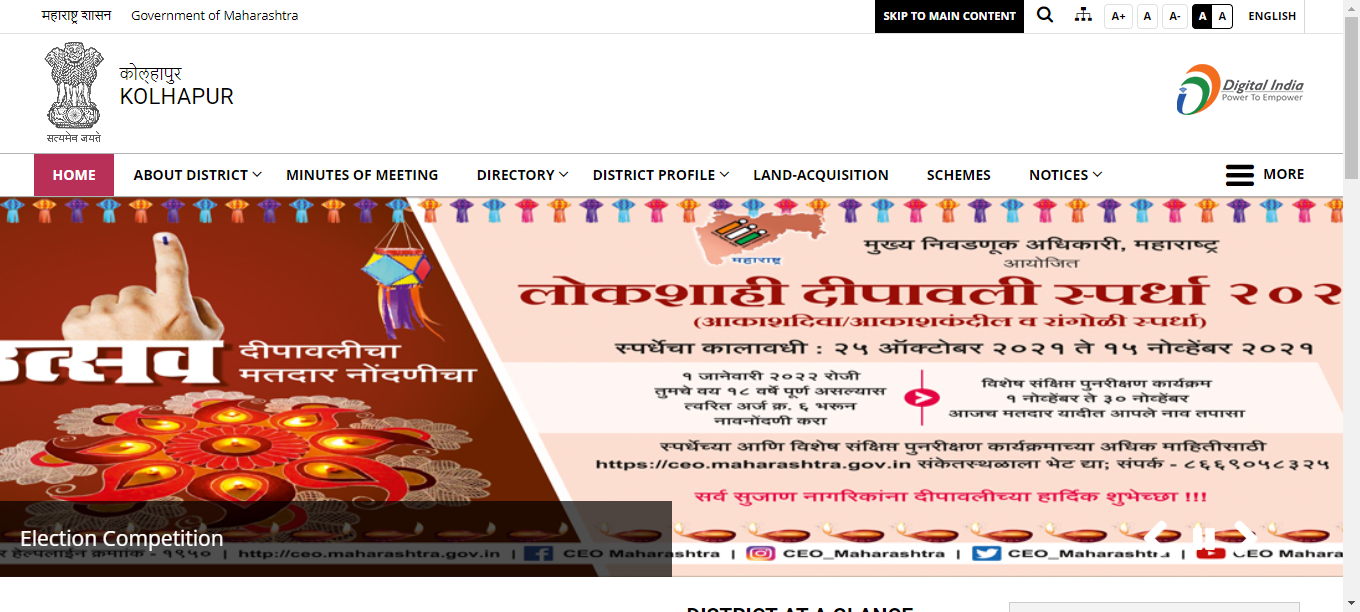 महाराष्ट्र शासन Government of Maharashtra SKIP TO MAIN CONTENT A+ A A- A A ENGLISH
सत्यमेव जयते
कोल्हापुर
KOLHAPUR
Digital India
Power To Empower
HOME ABOUT DISTRICT MINUTES OF MEETING DIRECTORY DISTRICT PROFILE LAND-ACQUISITION SCHEMES NOTICES MORE
त्सव दीपावलीचा
मतदार नोंदणीचा
महाराष्ट्र
मुख्य निवडणूक अधिकारी, महाराष्ट्र
आयोजित
लोकशाही दीपावली स्पर्धा २०२
(आकाशदिवा/आकाशकंदील व रांगोळी स्पर्धा)
स्पर्धेचा कालावधी : २५ ऑक्टोबर २०२१ ते १५ नोव्हेंबर २०२१
१ जानेवारी २०२२ रोजी
तुमचे वय १८ वर्षे पूर्ण असल्यास
त्वरित अर्ज क्र. ६ भरून
नावनोंदणी करा
विशेष संक्षिप्त पुनरीक्षण कार्यक्रम
१ नोव्हेंबर ते ३० नोव्हेंबर
आजच मतदार यादीत आपले नाव तपासा
स्पर्धेच्या आणि विशेष संक्षिप्त पुनरीक्षण कार्यक्रमाच्या अधिक माहितीसाठी
https://ceo.maharashtra.gov.in संकेतस्थळाला भेट द्या; संपर्क - ८६६९०५८३२५
सर्व सुजाण नागरिकांना दीपावलीच्या हार्दिक शुभेच्छा !!!
Election Competition
र हेल्पलाईन क्रमांक - १९५० | http://ceo.maharashtra.gov.in | CEO Maharashtra | CEO_Maharashtra | CEO_Maharashtra | CEO Mahara
DISTRICT AT A GLANCE